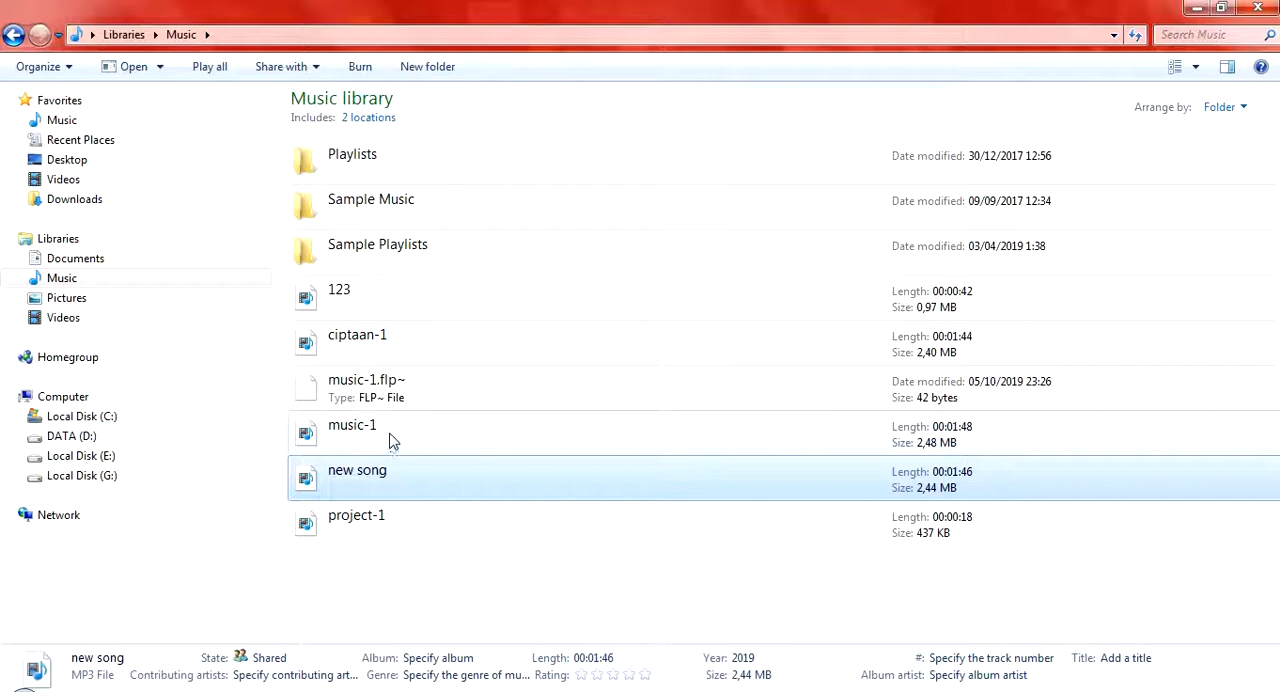 Libraries Music Search Music
Organize Open Play all Share with Burn New folder
Favorites
Music
Recent Places
Desktop
Videos
Downloads
Libraries
Documents
Music
Pictures
Videos
Homegroup
Computer
Local Disk (C:)
DATA (D:)
Local Disk (E:)
Local Disk (G:)
Network
Music library
Includes: 2 locations
Arrange by: Folder
Playlists Date modified: 30/12/2017 12:56
Sample Music Date modified: 09/09/2017 12:34
Sample Playlists Date modified: 03/04/2019 1:38
123 Length: 00:00:42
Size: 0,97 MB
ciptaan-1 Length: 00:01:44
Size: 2,40 MB
music-1.flp~ Date modified: 05/10/2019 23:26
Type: FLP~ File Size: 42 bytes
music-1 Length: 00:01:48
Size: 2,48 MB
new song Length: 00:01:46
Size: 2,44 MB
project-1 Length: 00:00:18
Size: 437 KB
new song State: Shared Album: Specify album Length: 00:01:46 Year: 2019 #: Specify the track number Title: Add a title
MP3 File Contributing artists: Specify contributing art... Genre: Specify the genre of mu... Rating: Size: 2,44 MB Album artist: Specify album artist